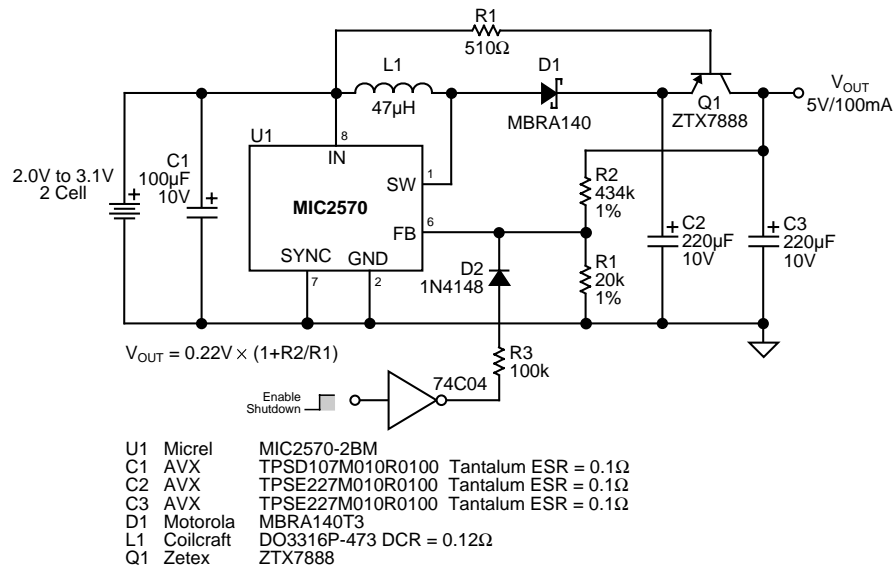 R1
510Ω
L1
47µH
D1
MBRA140
Q1
ZTX7888
VOUT
5V/100mA
U1
8
IN
2.0V to 3.1V
2 Cell
C1
100µF
10V
MIC2570
SW
1
FB
6
SYNC
7
GND
2
R2
434k
1%
R1
20k
1%
D2
1N4148
C2
220µF
10V
C3
220µF
10V
VOUT = 0.22V × (1+R2/R1)
R3
100k
74C04
Enable
Shutdown
U1 Micrel MIC2570-2BM
C1 AVX TPSD107M010R0100 Tantalum ESR = 0.1Ω
C2 AVX TPSE227M010R0100 Tantalum ESR = 0.1Ω
C3 AVX TPSE227M010R0100 Tantalum ESR = 0.1Ω
D1 Motorola MBRA140T3
L1 Coilcraft DO3316P-473 DCR = 0.12Ω
Q1 Zetex ZTX7888